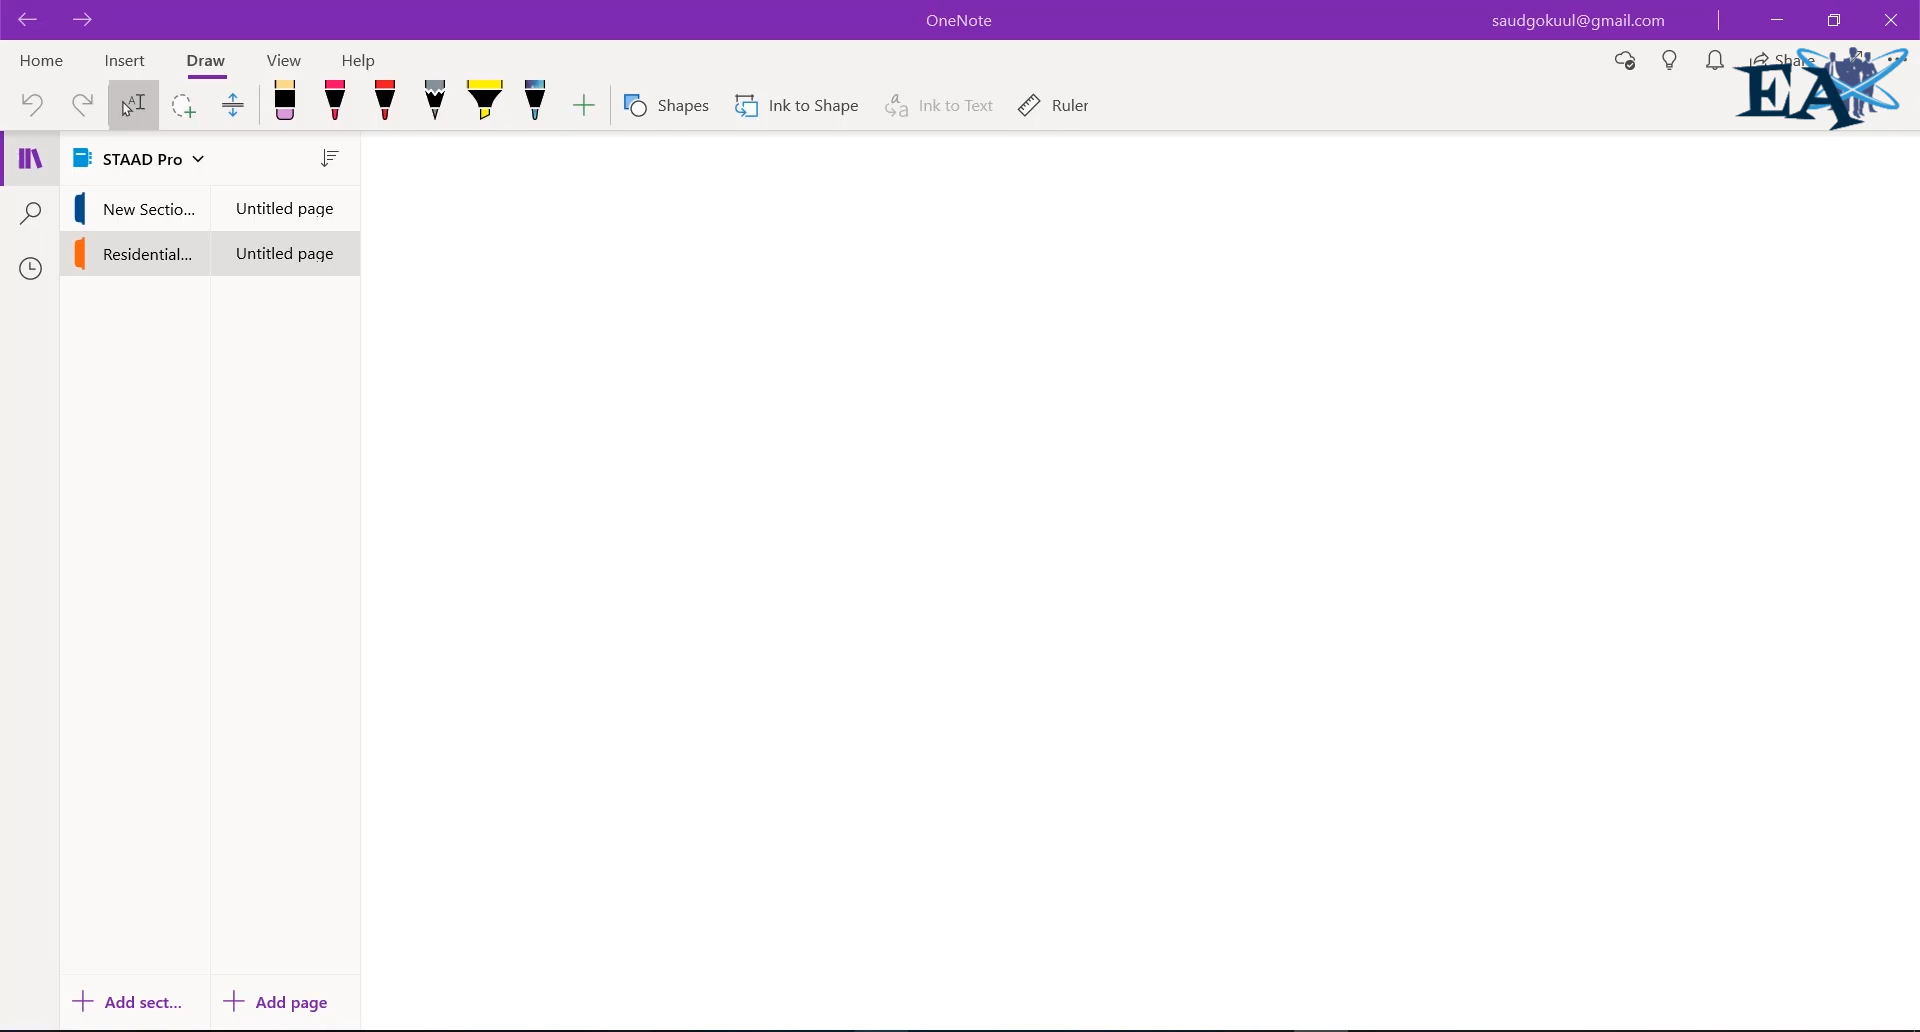 OneNote
saudgokuul@gmail.com
Home Insert Draw View Help
Share
Shapes Ink to Shape Ink to Text Ruler
EA
STAAD Pro
New Sectio... Untitled page
Residential... Untitled page
Add sect... Add page